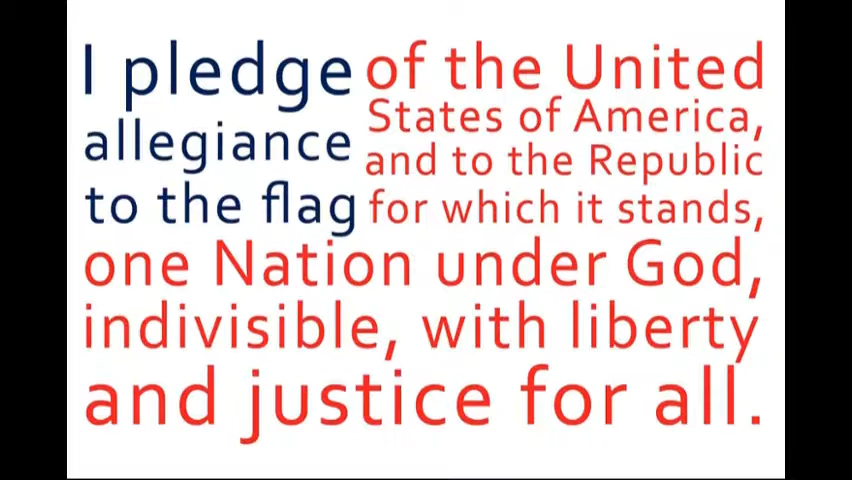 I pledge
allegiance
to the flag
of the United
States of America,
and to the Republic
for which it stands,
one Nation under God,
indivisible, with liberty
and justice for all.